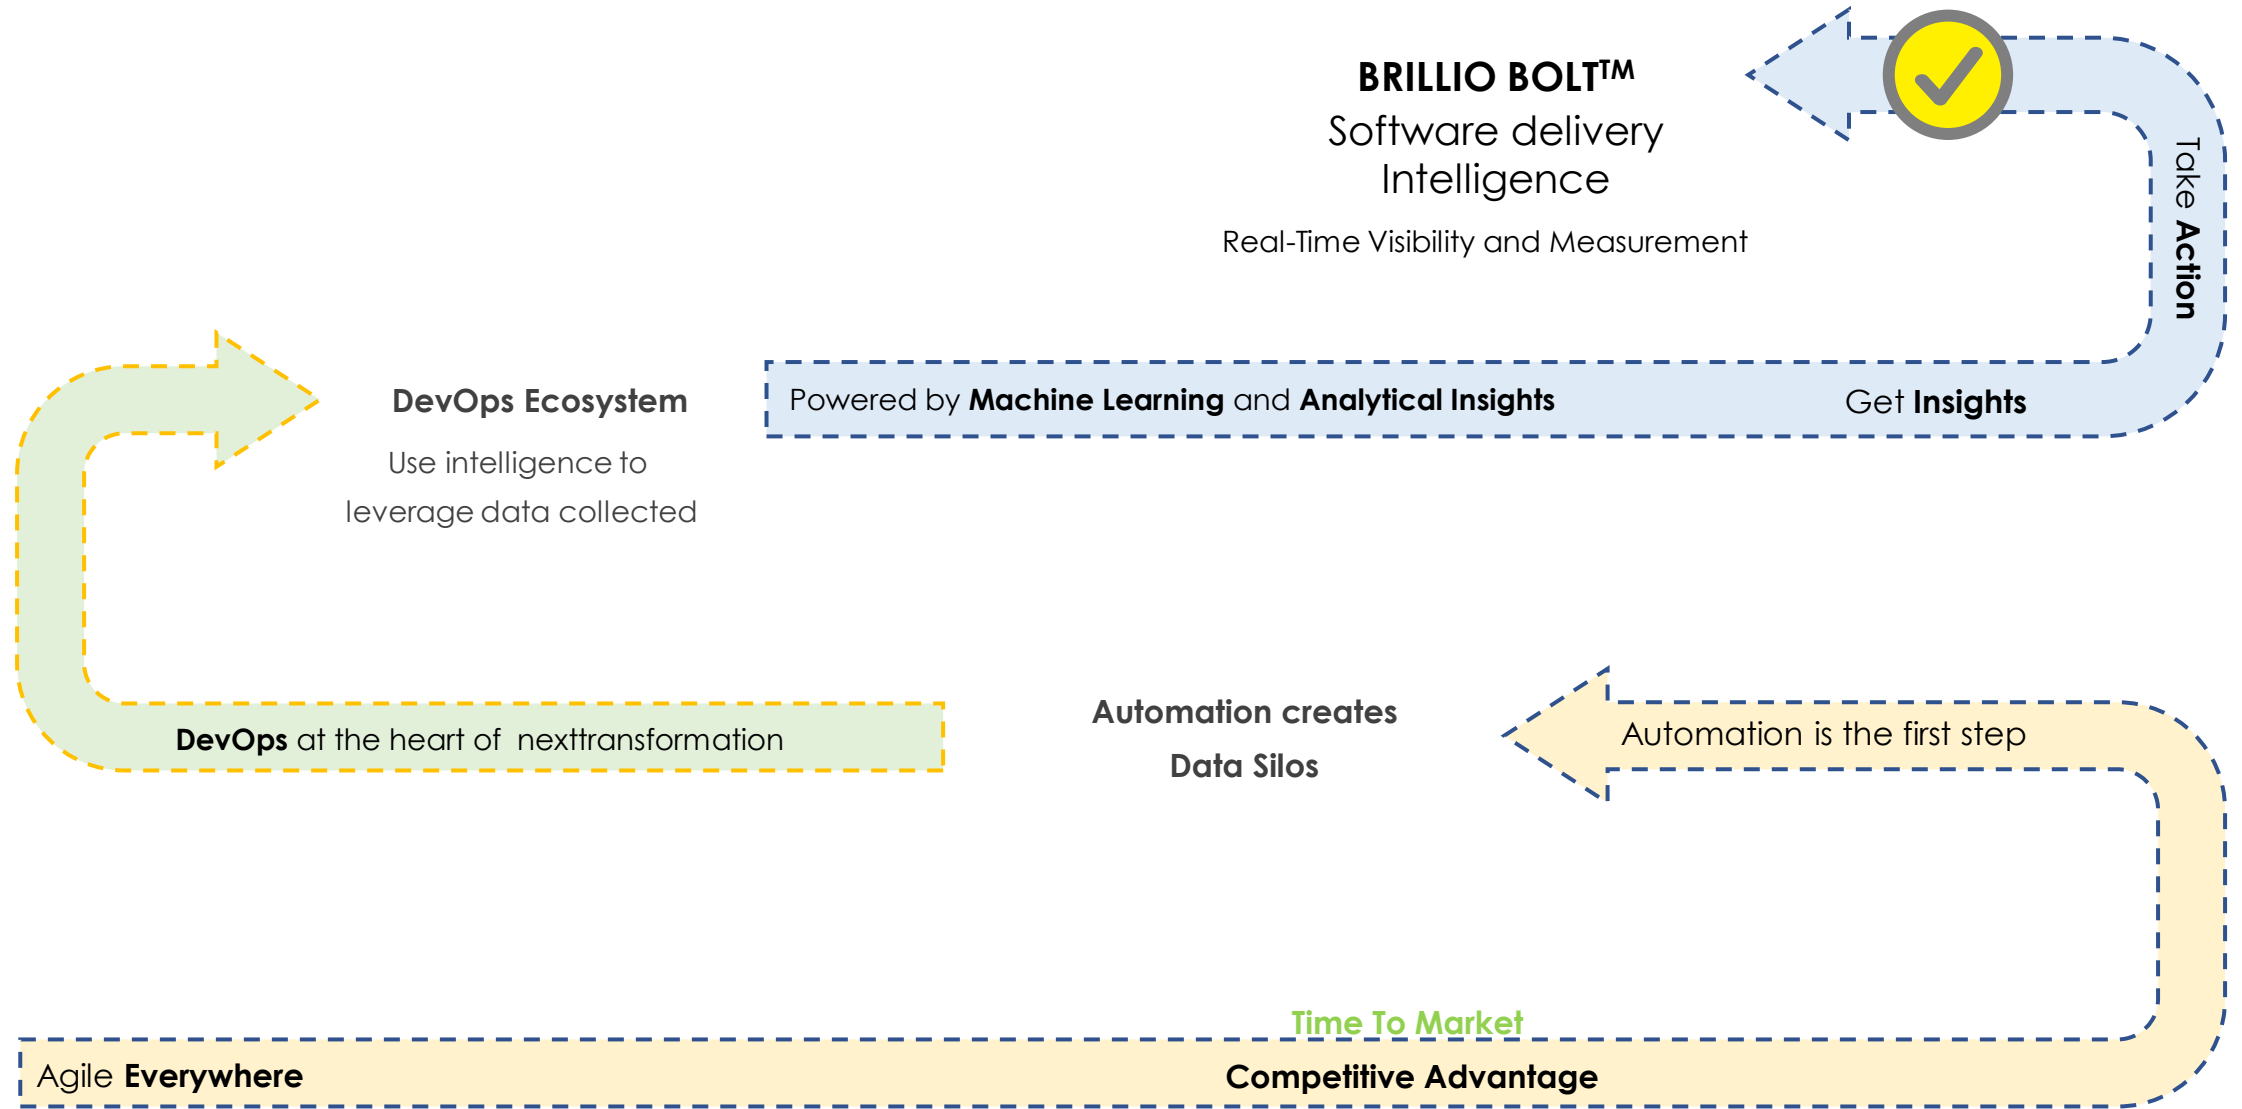 BRILLIO BOLT™
Software delivery
Intelligence
Real-Time Visibility and Measurement
Take Action
DevOps Ecosystem
Powered by Machine Learning and Analytical Insights
Get Insights
Use intelligence to
leverage data collected
Automation creates
Data Silos
Automation is the first step
DevOps at the heart of nexttransformation
Time To Market
Agile Everywhere
Competitive Advantage